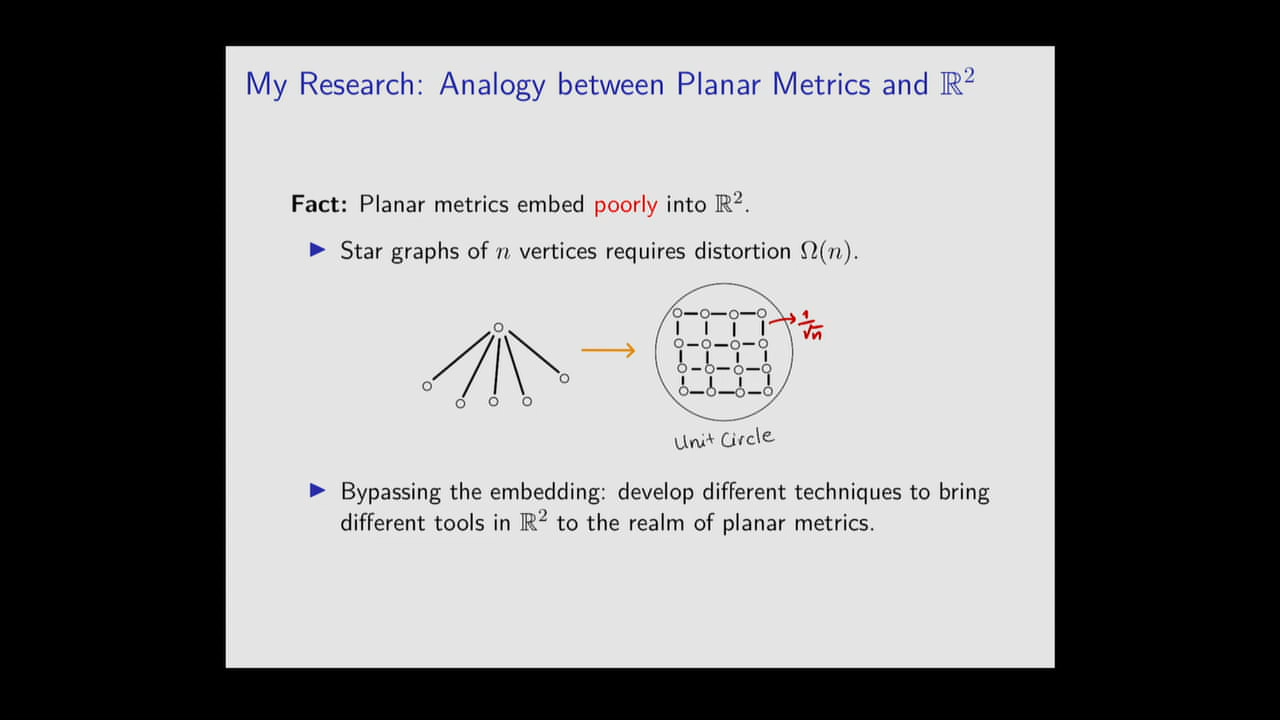 My Research: Analogy between Planar Metrics and ℝ²
Fact: Planar metrics embed poorly into ℝ².
▶ Star graphs of n vertices requires distortion Ω(n).
1/√n
Unit Circle
▶ Bypassing the embedding: develop different techniques to bring
different tools in ℝ² to the realm of planar metrics.